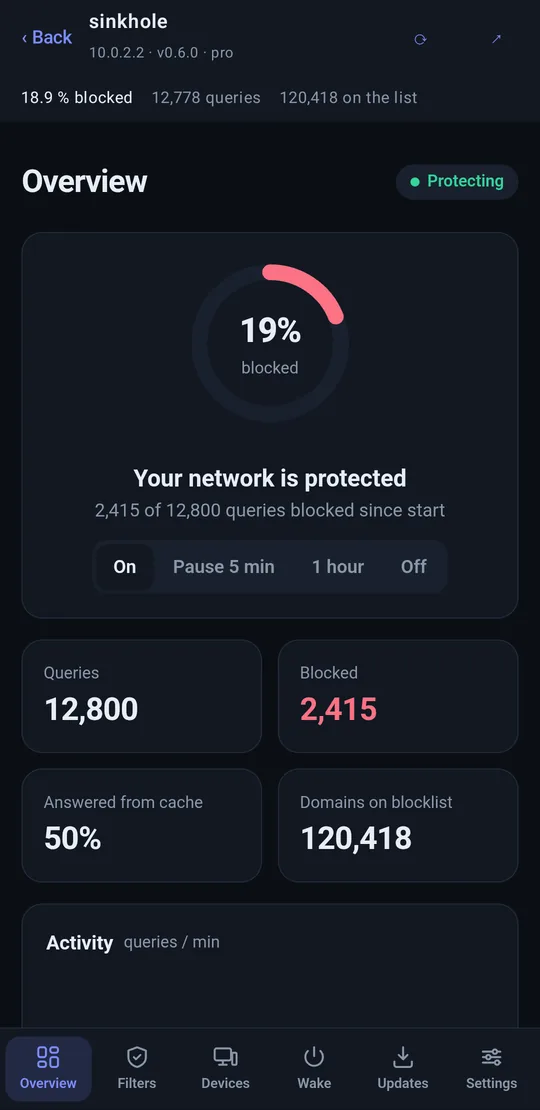 ‹ Back
sinkhole
10.0.2.2 · v0.6.0 · pro
18.9 % blocked 12,778 queries 120,418 on the list
Overview
Protecting
19%
blocked
Your network is protected
2,415 of 12,800 queries blocked since start
On Pause 5 min 1 hour Off
Queries
12,800
Blocked
2,415
Answered from cache
50%
Domains on blocklist
120,418
Activity queries / min
Overview Filters Devices Wake Updates Settings